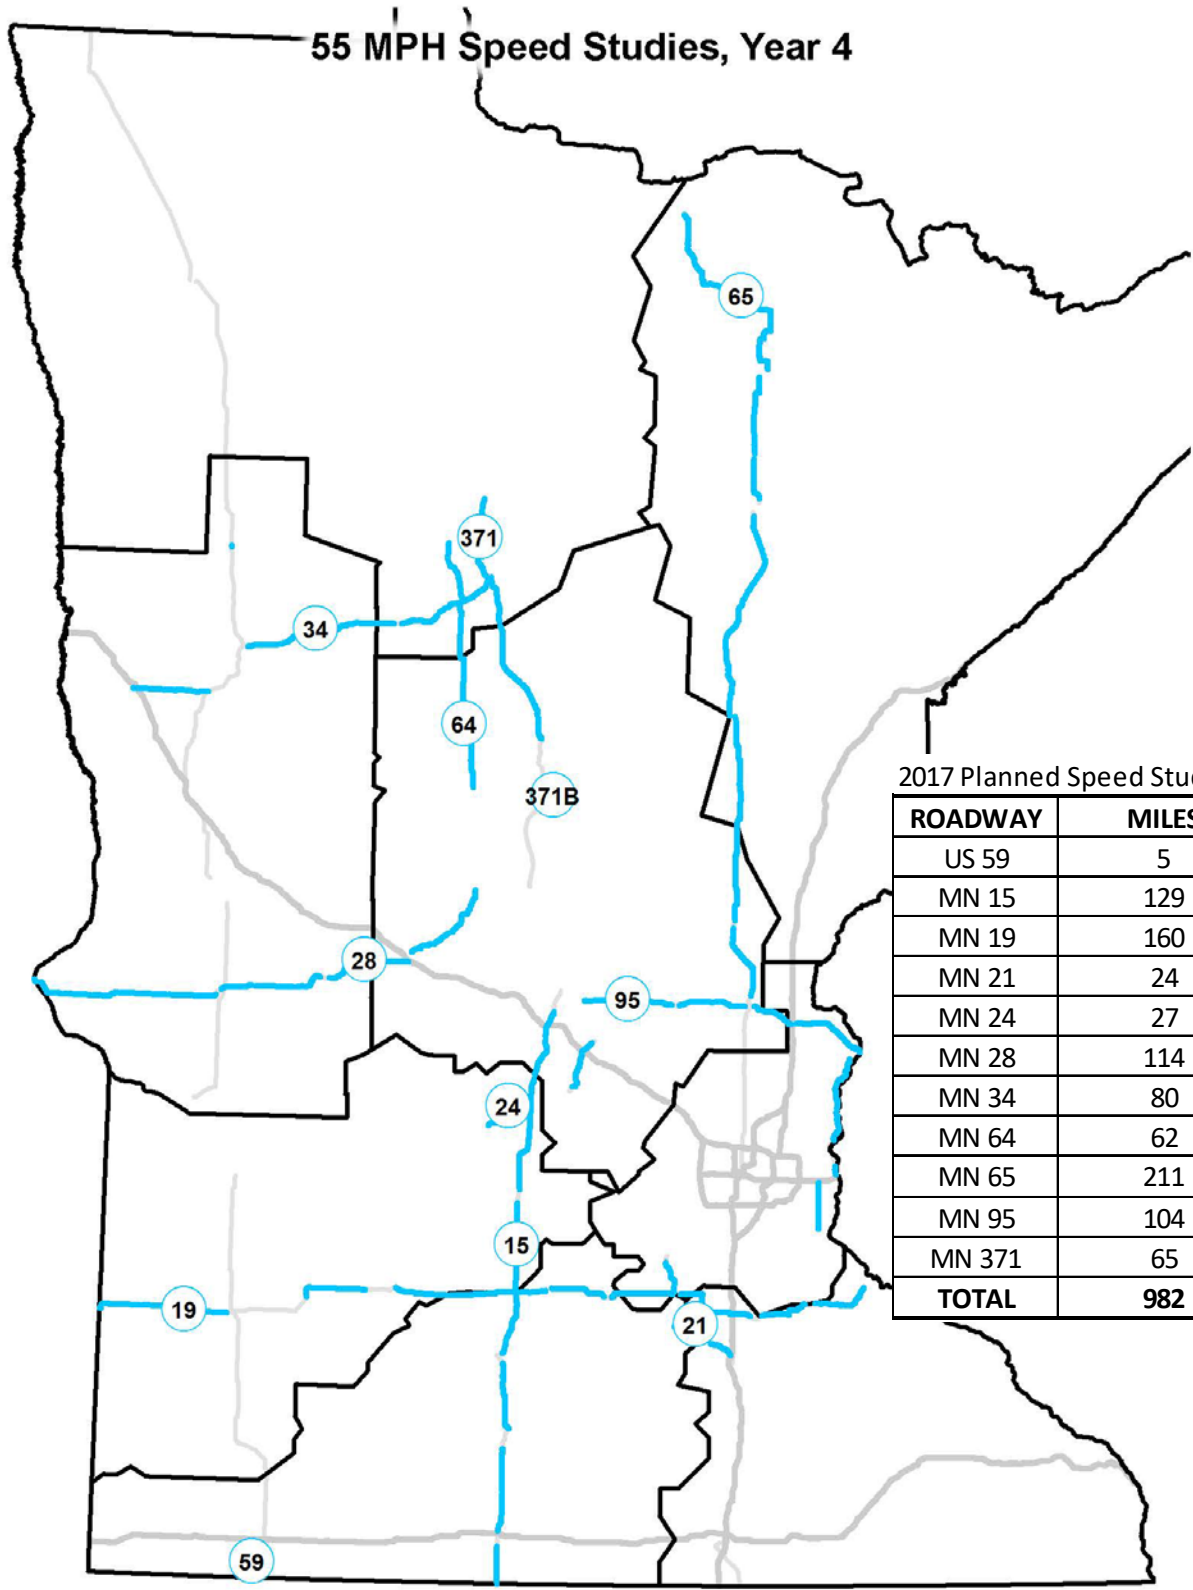 55 MPH Speed Studies, Year 4
65
371
34
64
371B
2017 Planned Speed Stu
ROADWAY MILES
US 59 5
MN 15 129
MN 19 160
MN 21 24
MN 24 27
MN 28 114
MN 34 80
MN 64 62
MN 65 211
MN 95 104
MN 371 65
TOTAL 982
28
95
24
15
19
21
59